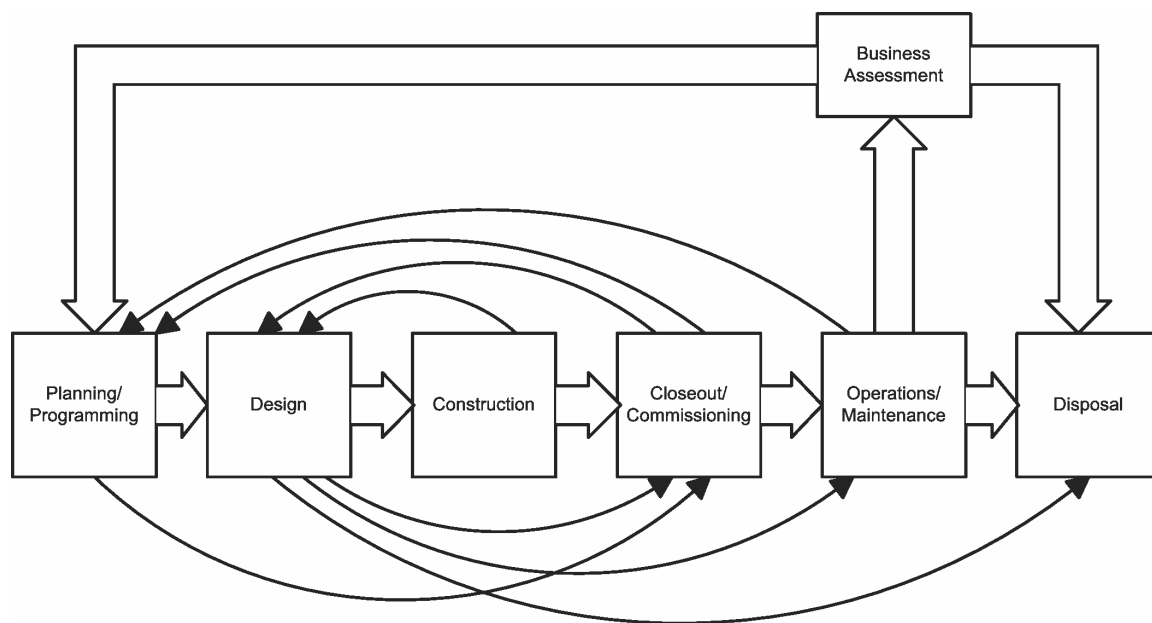 Business
Assessment
Planning/
Programming
Design
Construction
Closeout/
Commissioning
Operations/
Maintenance
Disposal